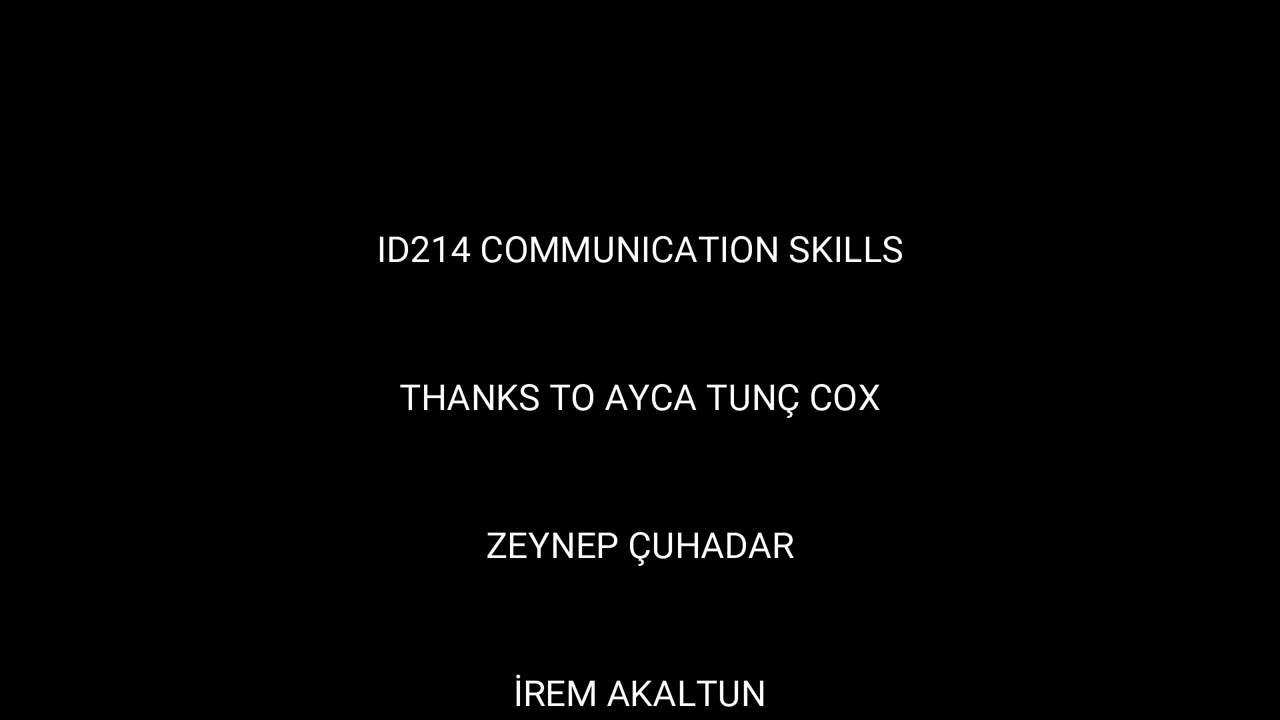 ID214 COMMUNICATION SKILLS
THANKS TO AYCA TUNÇ COX
ZEYNEP ÇUHADAR
İREM AKALTUN